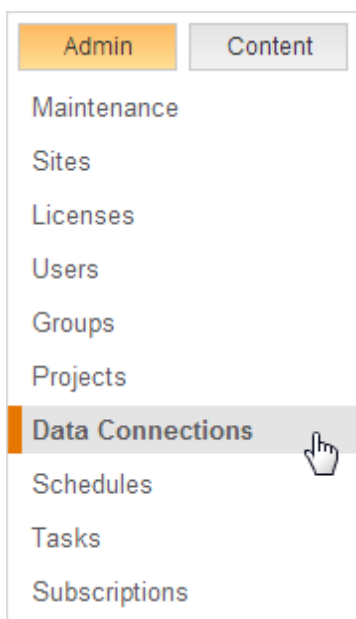 Admin Content
Maintenance
Sites
Licenses
Users
Groups
Projects
Data Connections
Schedules
Tasks
Subscriptions